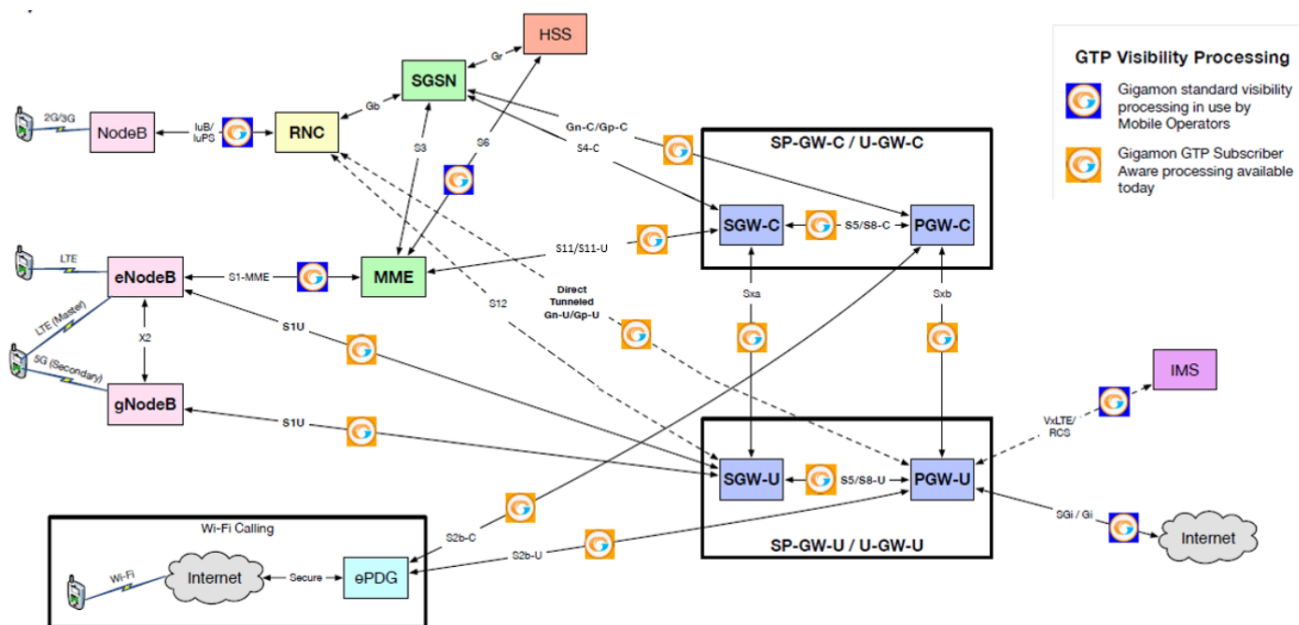 HSS
Gr
SGSN
Gb
2G/3G
NodeB
IuB/
IuPS
RNC
S3
S6
Gn-C/Gp-C
S4-C
SP-GW-C / U-GW-C
SGW-C
S5/S8-C
PGW-C
GTP Visibility Processing
Gigamon standard visibility
processing in use by
Mobile Operators
Gigamon GTP Subscriber
Aware processing available
today
LTE
eNodeB
S1-MME
MME
S11/S11-U
S12
Direct
Tunneled
Gn-U/Gp-U
Sxa
Sxb
LTE (Master)
X2
5G (Secondary)
gNodeB
S1U
S1U
IMS
VxLTE/
RCS
SGW-U
S5/S8-U
PGW-U
SGi / Gi
Internet
SP-GW-U / U-GW-U
Wi-Fi Calling
Wi-Fi
Internet
Secure
ePDG
S2b-C
S2b-U